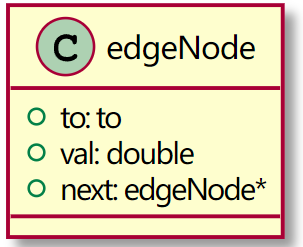 C edgeNode
to: to
val: double
next: edgeNode*